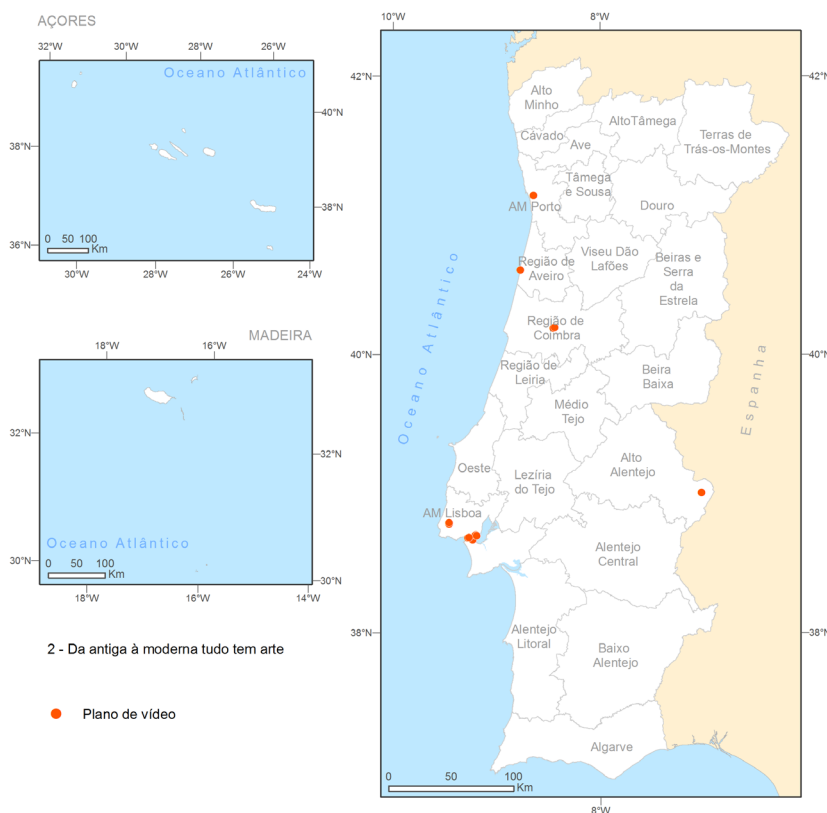 AÇORES
32°W
30°W
28°W
26°W
Oceano Atlântico
40°N
38°N
38°N
36°N
0 50 100
Km
30°W
28°W
26°W
24°W
MADEIRA
18°W
16°W
32°N
32°N
Oceano Atlântico
30°N
30°N
0 50 100
Km
18°W
16°W
14°W
2 - Da antiga à moderna tudo tem arte
Plano de vídeo
10°W
8°W
42°N
42°N
Alto
Minho
AltoTâmega
Terras de
Trás-os-Montes
Cávado
Ave
Tâmega
e Sousa
AM Porto
Douro
Região de
Aveiro
Viseu Dão
Lafões
Beiras e
Serra
da
Estrela
Região de
Coimbra
40°N
40°N
Região de
Leiria
Beira
Baixa
Médio
Tejo
Oceano Atlântico
Espanha
Oeste
Lezíria
do Tejo
Alto
Alentejo
AM Lisboa
Alentejo
Central
38°N
38°N
Alentejo
Litoral
Baixo
Alentejo
Algarve
0 50 100
Km
8°W